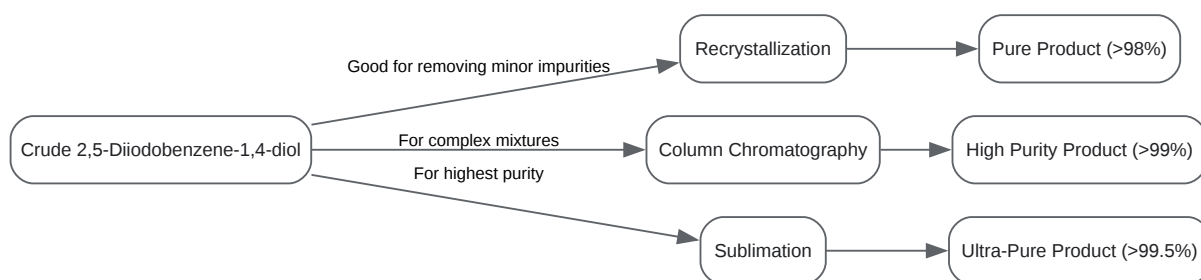 Recrystallization
Pure Product (>98%)
Good for removing minor impurities
Crude 2,5-Diiodobenzene-1,4-diol
For complex mixtures
Column Chromatography
High Purity Product (>99%)
For highest purity
Sublimation
Ultra-Pure Product (>99.5%)